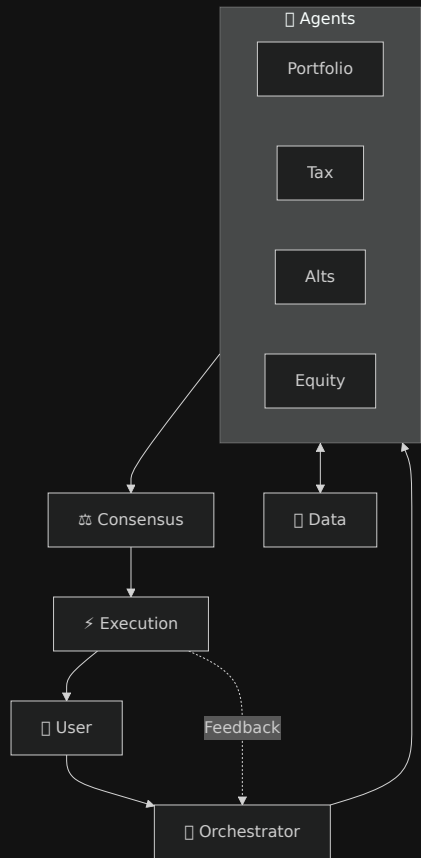 Agents
Portfolio
Tax
Alts
Equity
⚖ Consensus
Data
⚡ Execution
User
Feedback
Orchestrator